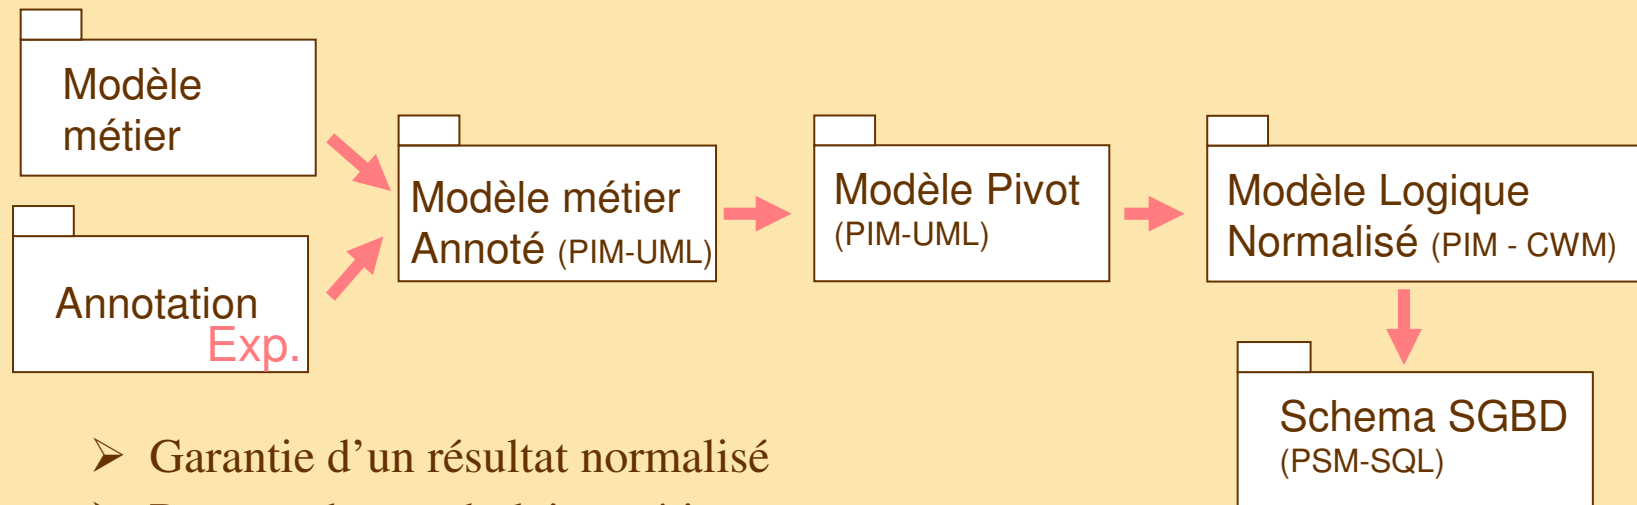 Modèle
métier
Annotation
Exp.
Modèle métier
Annoté (PIM-UML)
Modèle Pivot
(PIM-UML)
Modèle Logique
Normalisé (PIM - CWM)
Schema SGBD
(PSM-SQL)
➢ Garantie d’un résultat normalisé